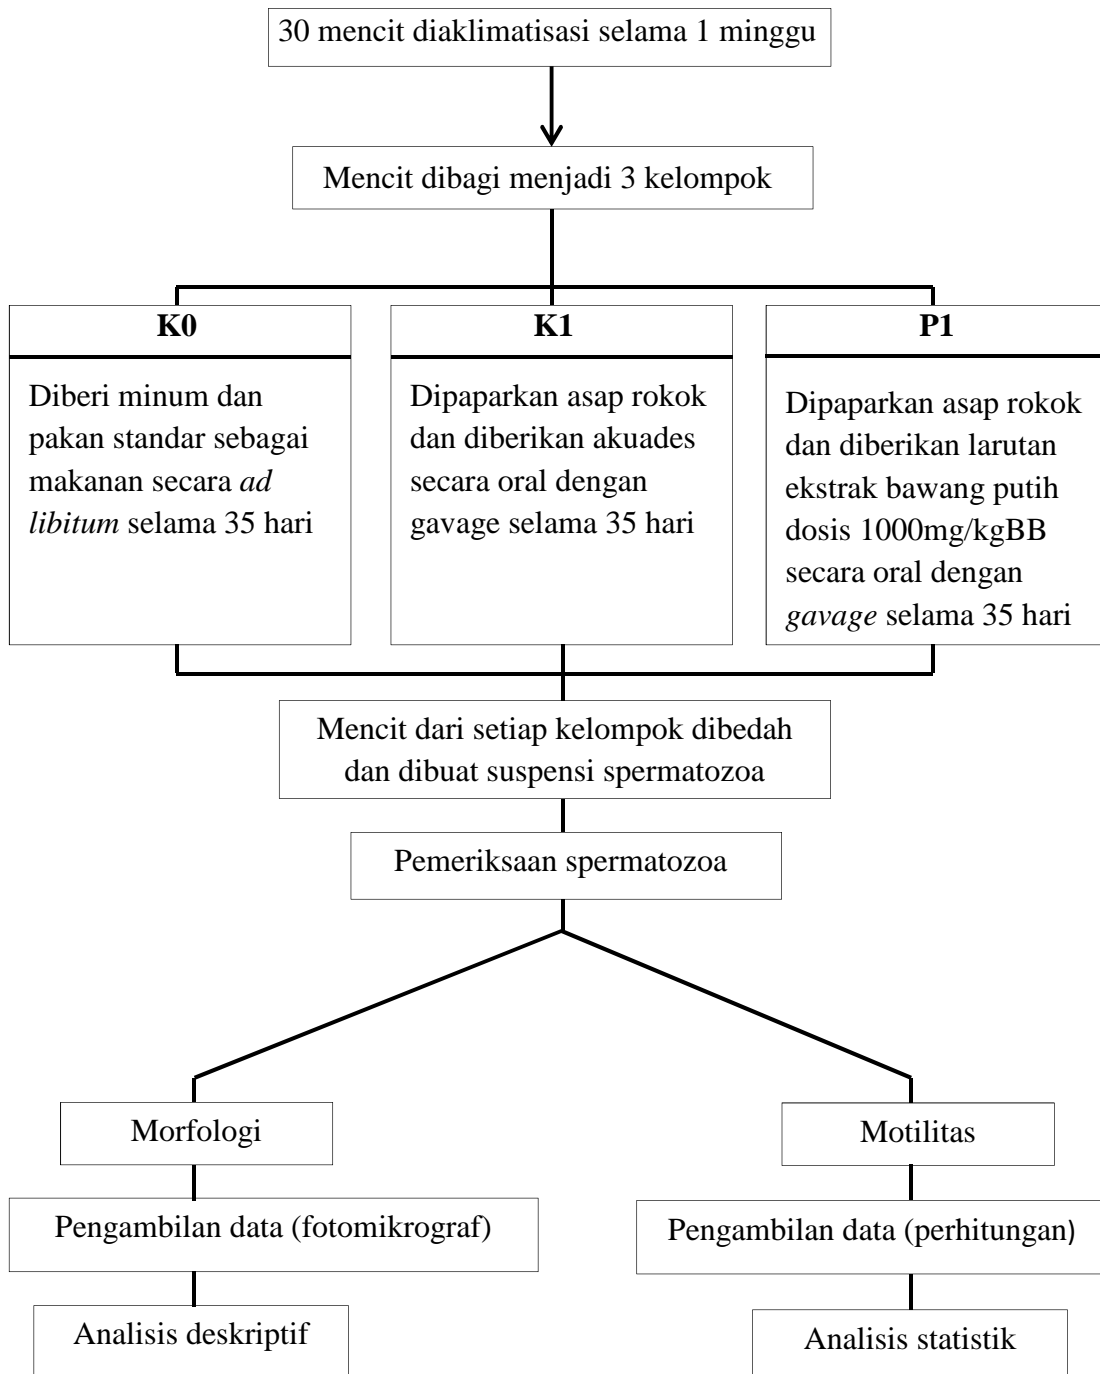 30 mencit diaklimatisasi selama 1 minggu
Mencit dibagi menjadi 3 kelompok
K0
Diberi minum dan
pakan standar sebagai
makanan secara ad
libitum selama 35 hari
K1
Dipaparkan asap rokok
dan diberikan akuades
secara oral dengan
gavage selama 35 hari
P1
Dipaparkan asap rokok
dan diberikan larutan
ekstrak bawang putih
dosis 1000mg/kgBB
secara oral dengan
gavage selama 35 hari
Mencit dari setiap kelompok dibedah
dan dibuat suspensi spermatozoa
Pemeriksaan spermatozoa
Morfologi
Pengambilan data (fotomikrograf)
Analisis deskriptif
Motilitas
Pengambilan data (perhitungan)
Analisis statistik